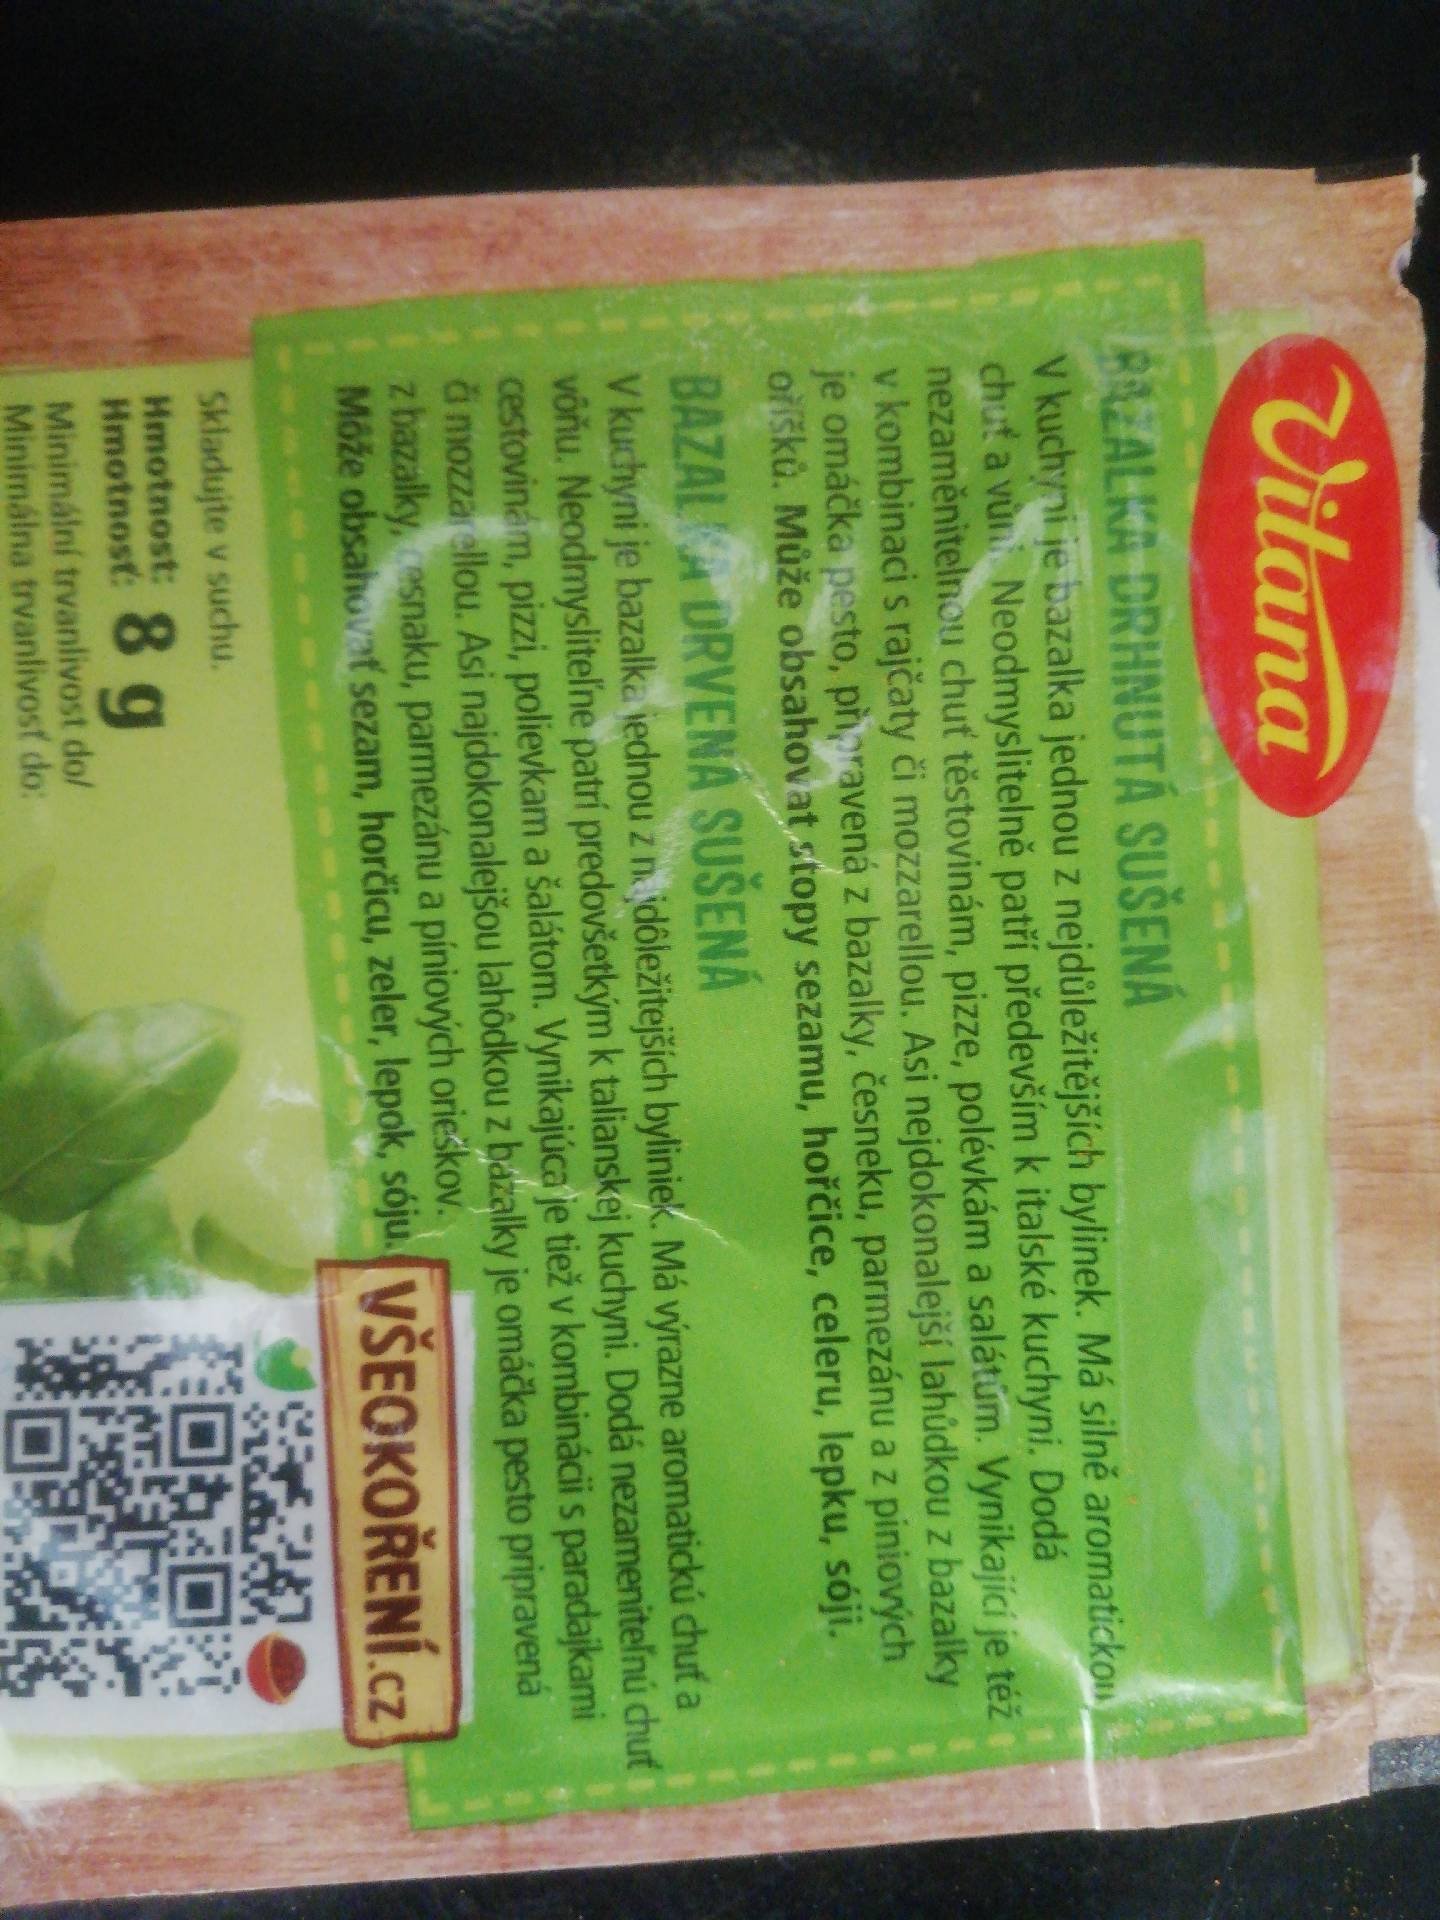 Vitana
BAZALKA DRHNUTÁ SUŠENÁ
V kuchyni je bazalka jednou z nejdůležitějších bylinek. Má silně aromatickou
chuť a vůni. Neodmyslitelně patří především k italské kuchyni. Dodá
nezaměnitelnou chuť těstovinám, pizze, polévkám a salátům. Vynikající je též
v kombinaci s rajčaty či mozzarellou. Asi nejdokonalejší lahůdkou z bazalky
je omáčka pesto, připravená z bazalky, česneku, parmezánu a z piniových
oříšků. Může obsahovat stopy sezamu, hořčice, celeru, lepku, sóji.
BAZALKA DRVENÁ SUŠENÁ
V kuchyni je bazalka jednou z najdôležitejších byliniek. Má výrazne aromatickú chuť a
vôňu. Neodmysliteľne patrí predovšetkým k talianskej kuchyni. Dodá nezameniteľnú chuť
cestovinám, pizzi, polievkam a šalátom. Vynikajúca je tiež v kombinácii s paradajkami
či mozzarellou. Asi najdokonalejšou lahôdkou z bazalky je omáčka pesto pripravená
z bazalky, cesnaku, parmezánu a píniových orieškov.
Môže obsahovať sezam, horčicu, zeler, lepok, sóju.
VŠEOKOŘENÍ.cz
Skladujte v suchu.
Hmotnost:
Hmotnosť: 8 g
Minimální trvanlivost do/
Minimálna trvanlivosť do: